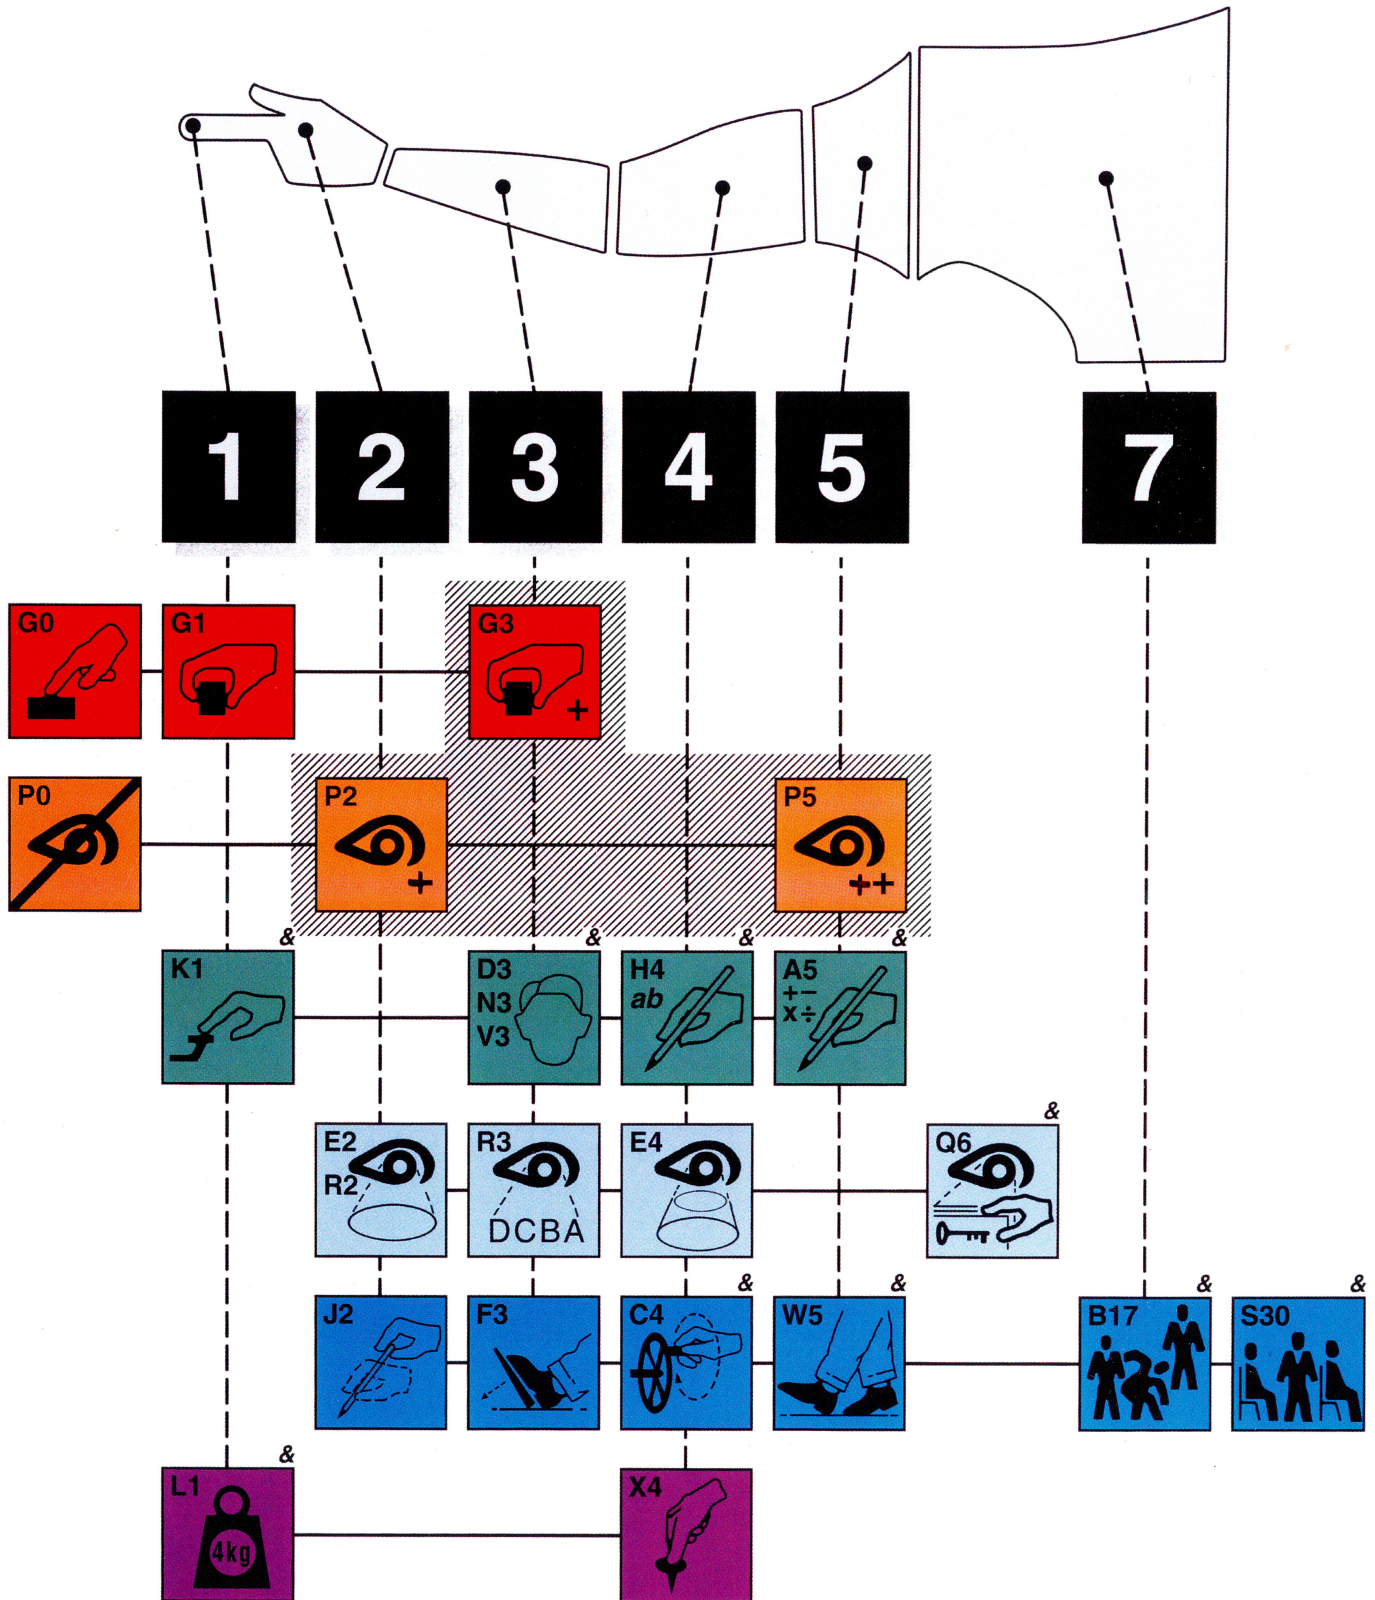 1 2 3 4 5 7
G0 G1 G3
+
P0 P2 P5
+ ++
& & & &
K1 D3 H4 A5
N3 ab +−
V3 x÷
&
E2 R3 E4 Q6
R2
DCBA
& & & &
J2 F3 C4 W5 B17 S30
&
L1 X4
4kg